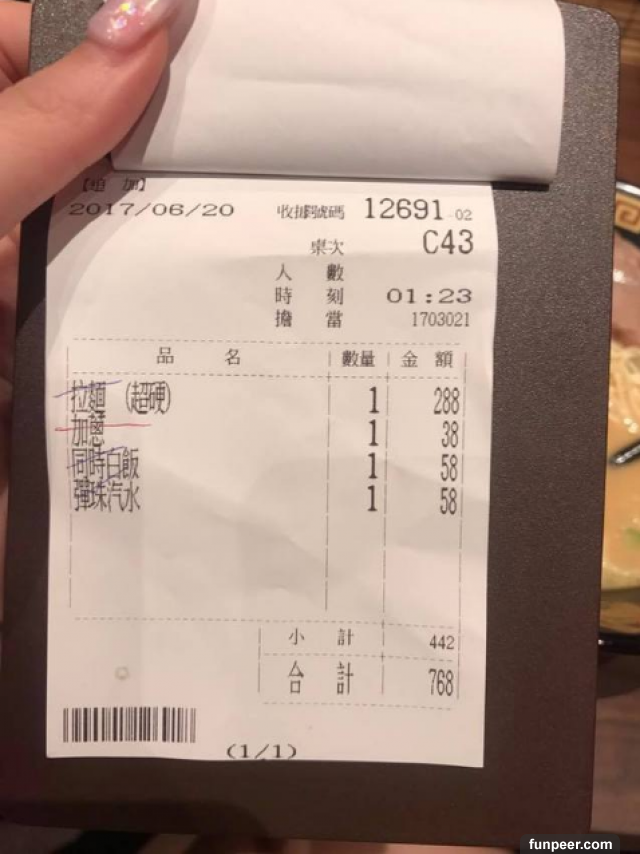 【追 加】
2017/06/20 收據號碼 12691-02
桌次 C43
人 數
時 刻 01:23
擔 當 1703021
品 名 數量 金 額
拉麵 (超硬) 1 288
加蔥 1 38
同時白飯 1 58
彈珠汽水 1 58
小 計 442
合 計 768
(1/1)
funpeer.com